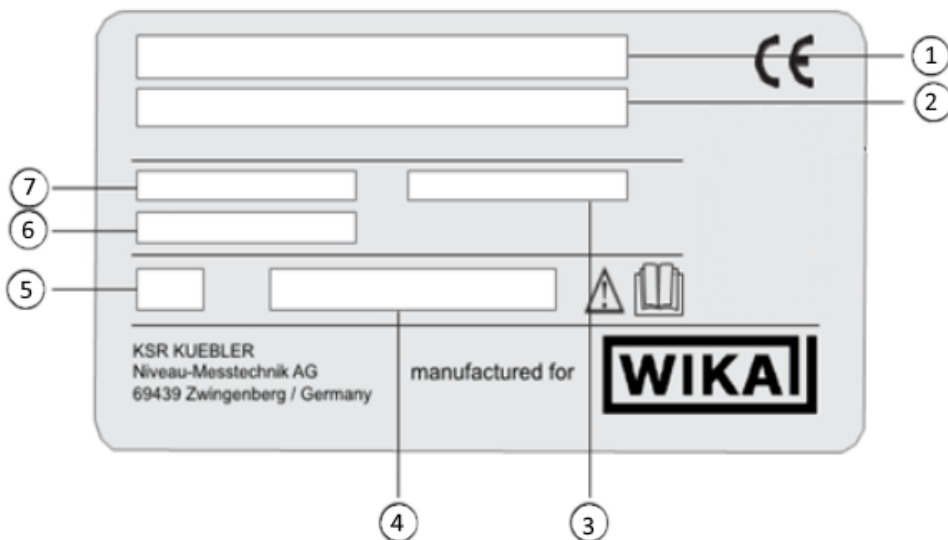 CE
1
2
7
6
3
5
4
KSR KUEBLER
Niveau-Messtechnik AG
69439 Zwingenberg / Germany
manufactured for
WIKA